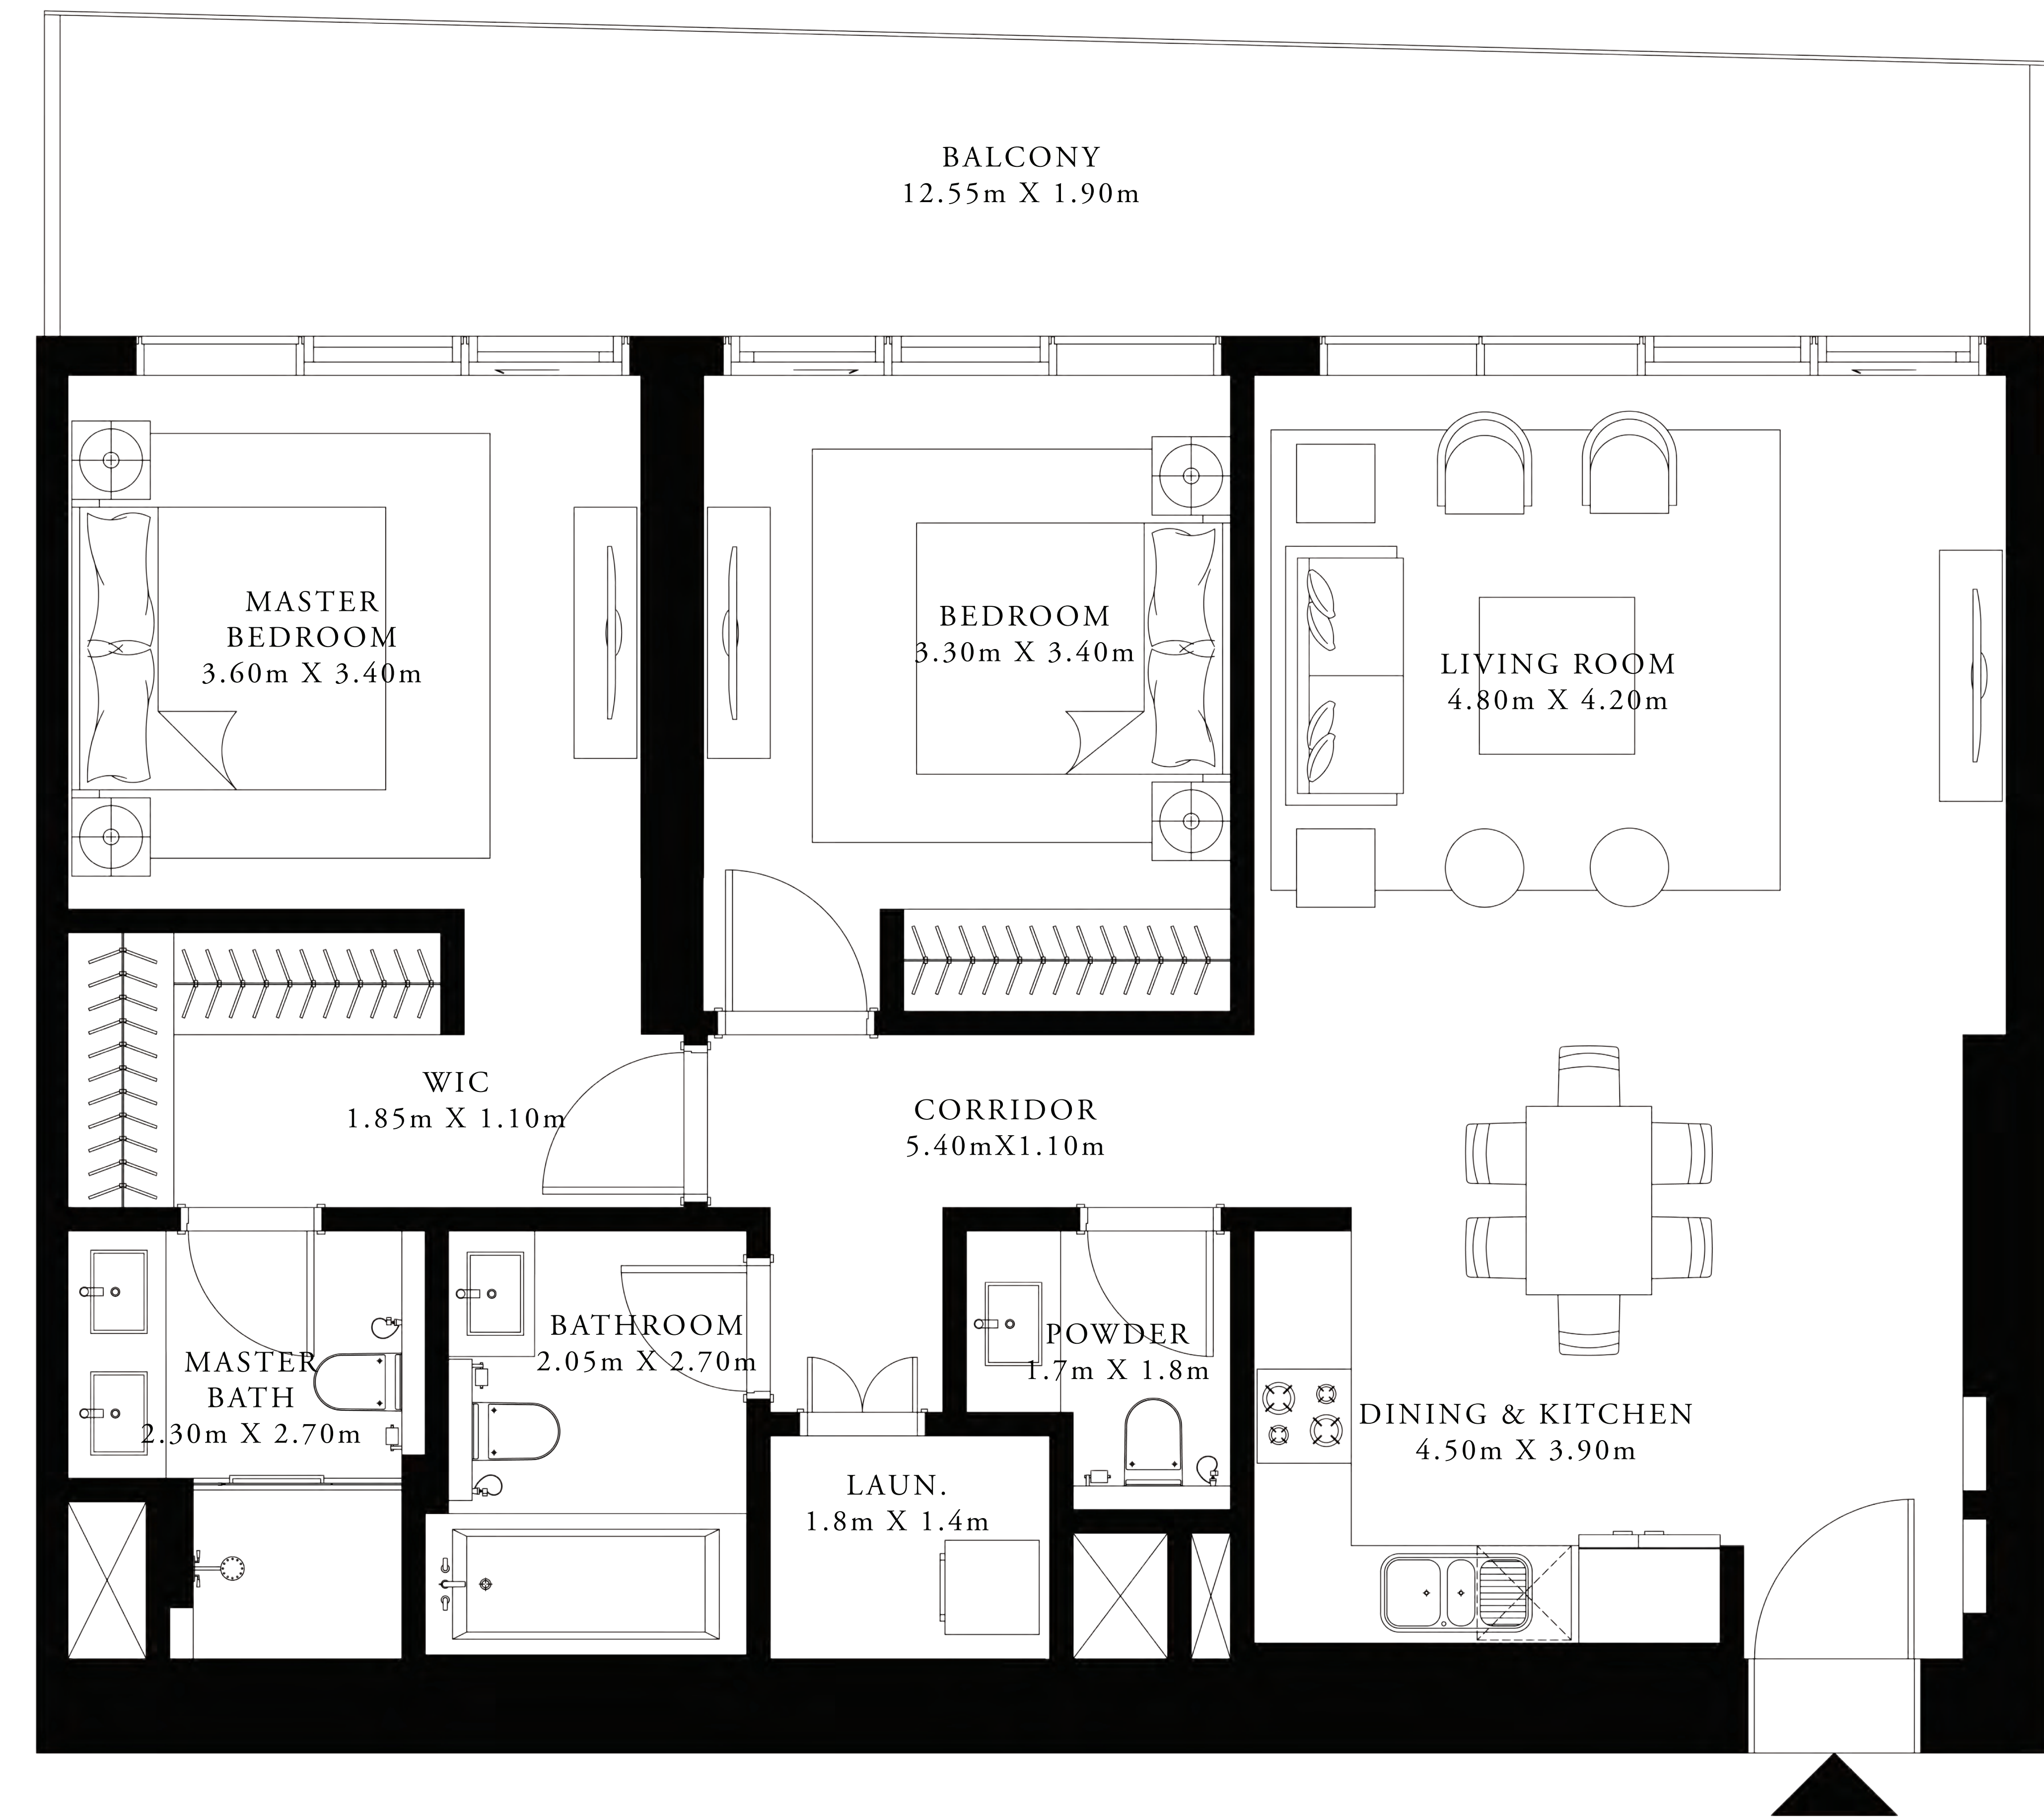 BALCONY
12.55m X 1.90m
MASTER
BEDROOM
3.60m X 3.40m
BEDROOM
3.30m X 3.40m
LIVING ROOM
4.80m X 4.20m
WIC
1.85m X 1.10m
CORRIDOR
5.40mX1.10m
MASTER
BATH
2.30m X 2.70m
BATHROOM
2.05m X 2.70m
POWDER
1.7m X 1.8m
LAUN.
1.8m X 1.4m
DINING & KITCHEN
4.50m X 3.90m